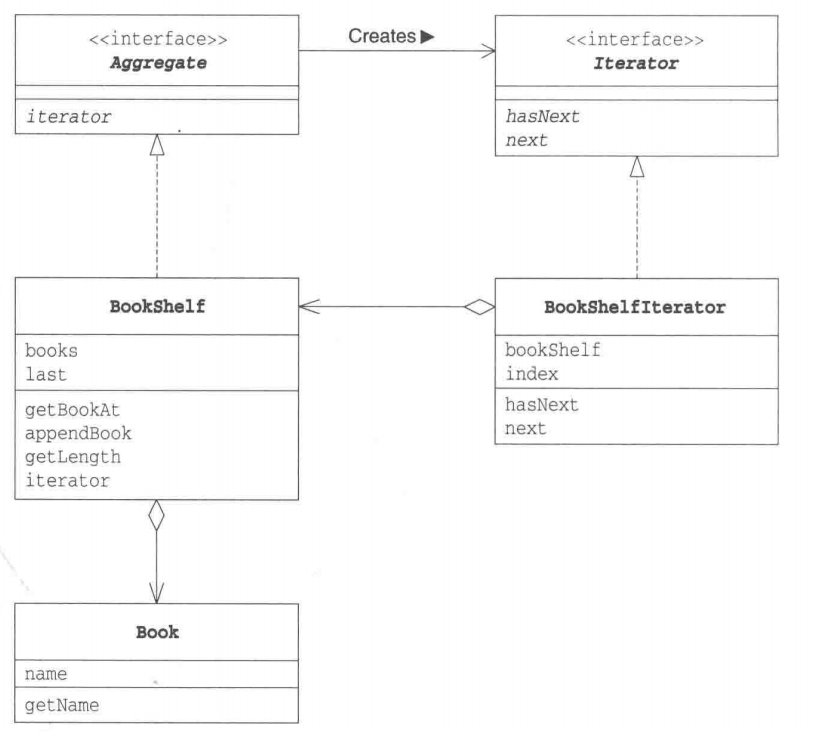 <<interface>>
Aggregate
iterator
Creates ▶
<<interface>>
Iterator
hasNext
next
BookShelf
books
last
getBookAt
appendBook
getLength
iterator
BookShelfIterator
bookShelf
index
hasNext
next
Book
name
getName